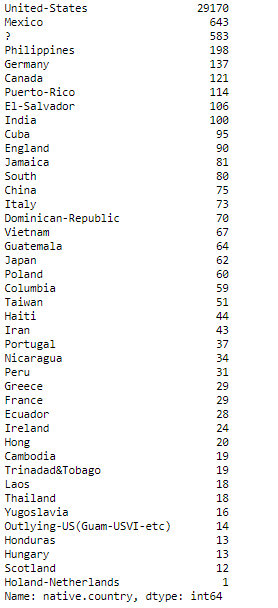 United-States 29170
Mexico 643
? 583
Philippines 198
Germany 137
Canada 121
Puerto-Rico 114
El-Salvador 106
India 100
Cuba 95
England 90
Jamaica 81
South 80
China 75
Italy 73
Dominican-Republic 70
Vietnam 67
Guatemala 64
Japan 62
Poland 60
Columbia 59
Taiwan 51
Haiti 44
Iran 43
Portugal 37
Nicaragua 34
Peru 31
Greece 29
France 29
Ecuador 28
Ireland 24
Hong 20
Cambodia 19
Trinadad&Tobago 19
Laos 18
Thailand 18
Yugoslavia 16
Outlying-US(Guam-USVI-etc) 14
Honduras 13
Hungary 13
Scotland 12
Holand-Netherlands 1
Name: native.country, dtype: int64